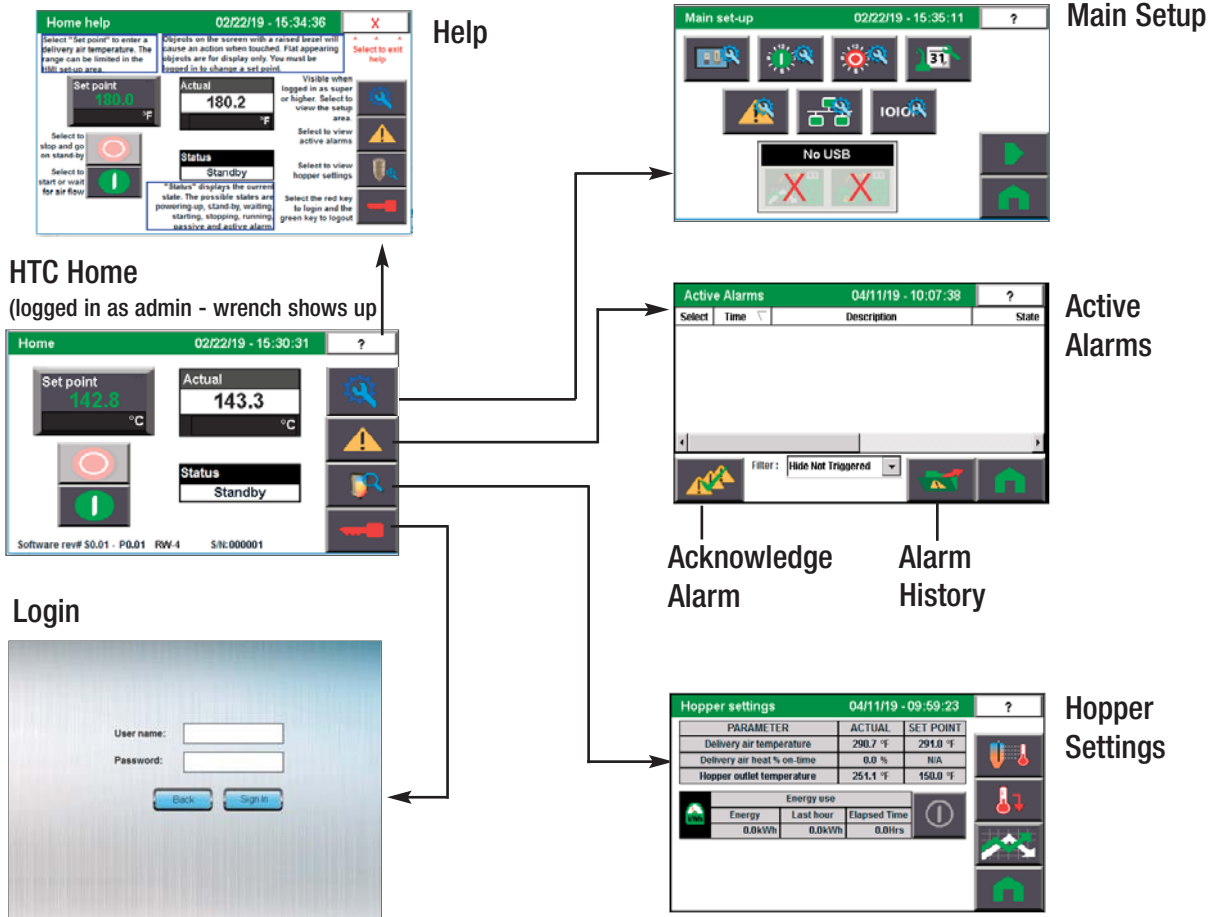 Home help 02/22/19 - 15:34:36 X
Select "Set point" to enter a
delivery air temperature. The
range can be limited in the
HMI set-up area
Objects on the screen with a raised bezel will
cause an action when touched. Flat appearing
objects are for display only. You must be
logged in to change a set point.
^ ^ ^
Select to exit
help
Set point
180.0
°F
Actual
180.2
°F
Visible when
logged in as super
or higher. Select to
view the setup
area.
Select to
stop and go
on stand-by
Select to
start or wait
for air flow
Status
Standby
Select to view
active alarms
Select to view
hopper settings
"Status" displays the current
state. The possible states are
powering-up, stand-by, waiting,
starting, stopping, running,
passive and active alarm
Select the red key
to login and the
green key to logout
Help
Main set-up 02/22/19 - 15:35:11 ?
31
IOIOI
No USB
Main Setup
HTC Home
(logged in as admin - wrench shows up
Home 02/22/19 - 15:30:31 ?
Set point
142.8
°C
Actual
143.3
°C
Status
Standby
Software rev# S0.01 - P0.01 RW-4 S/N:000001
Active Alarms 04/11/19 - 10:07:38 ?
Select Time Description State
Filter : Hide Not Triggered
Active
Alarms
Acknowledge
Alarm
Alarm
History
Login
User name:
Password:
Back Sign In
Hopper settings 04/11/19 - 09:59:23 ?
PARAMETER ACTUAL SET POINT
Delivery air temperature 290.7 °F 291.0 °F
Delivery air heat % on-time 0.0 % N/A
Hopper outlet temperature 251.1 °F 150.0 °F
kWh
Energy use
Energy Last hour Elapsed Time
0.0kWh 0.0kWh 0.0Hrs
Hopper
Settings